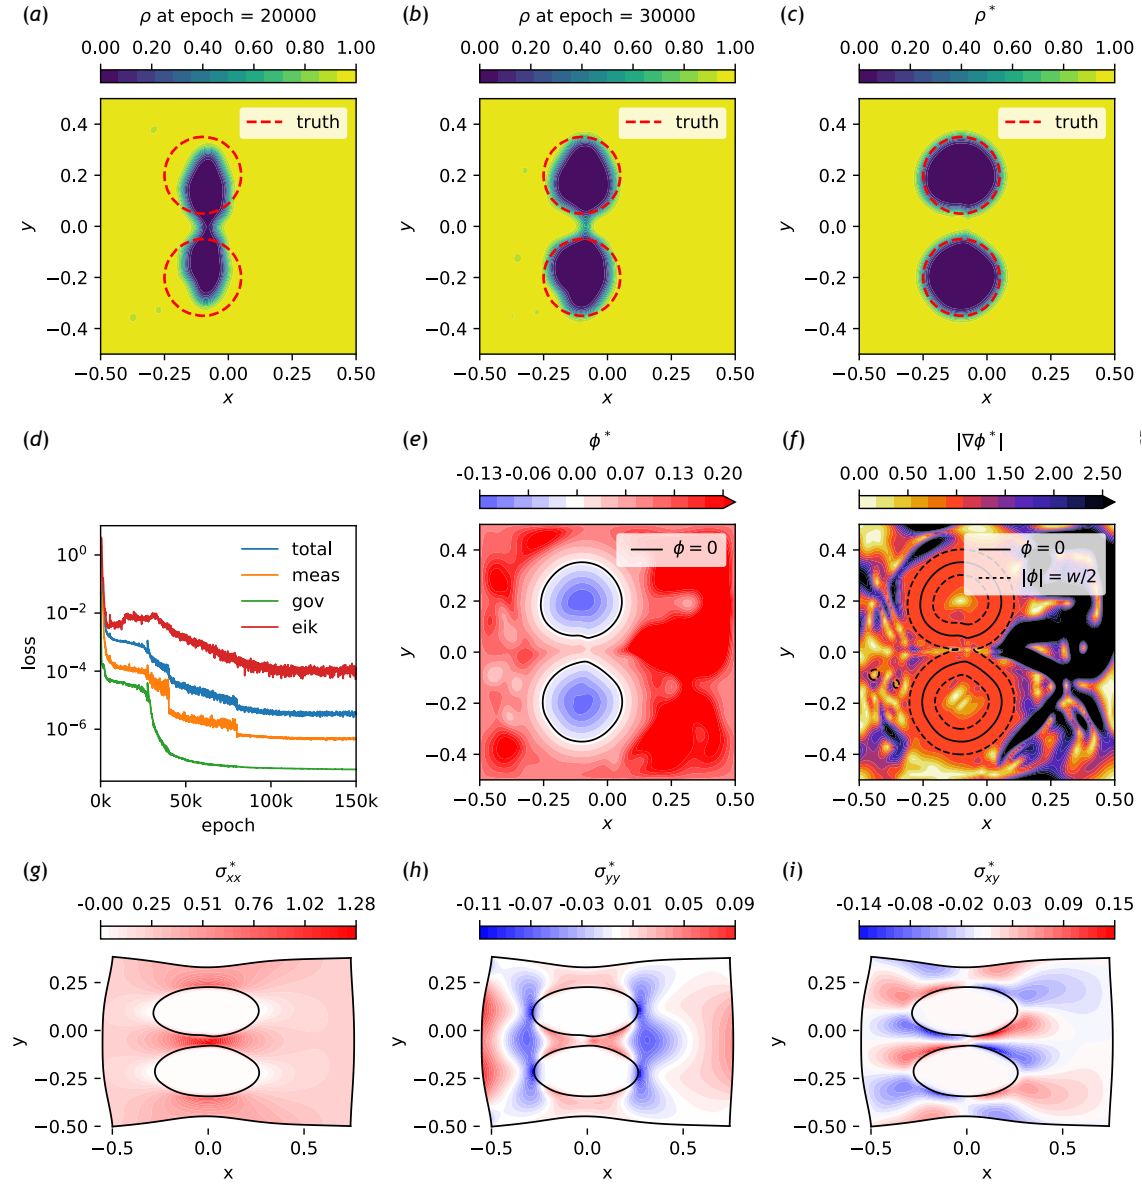 (a) ρ at epoch = 20000
0.00 0.20 0.40 0.60 0.80 1.00
truth
0.4
0.2
0.0
−0.2
−0.4
y
−0.50 −0.25 0.00 0.25 0.50
x
(b) ρ at epoch = 30000
0.00 0.20 0.40 0.60 0.80 1.00
truth
0.4
0.2
0.0
−0.2
−0.4
y
−0.50 −0.25 0.00 0.25 0.50
x
(c) ρ*
0.00 0.20 0.40 0.60 0.80 1.00
truth
0.4
0.2
0.0
−0.2
−0.4
y
−0.50 −0.25 0.00 0.25 0.50
x
(d)
total
meas
gov
eik
10⁰
10⁻²
10⁻⁴
10⁻⁶
loss
0k 50k 100k 150k
epoch
(e) ϕ*
-0.13 -0.06 0.00 0.07 0.13 0.20
ϕ = 0
0.4
0.2
0.0
−0.2
−0.4
y
−0.50 −0.25 0.00 0.25 0.50
x
(f) |∇ϕ*|
0.00 0.50 1.00 1.50 2.00 2.50
ϕ = 0
|ϕ| = w/2
0.4
0.2
0.0
−0.2
−0.4
y
−0.50 −0.25 0.00 0.25 0.50
x
(g) σ*xx
-0.00 0.25 0.51 0.76 1.02 1.28
0.25
0.00
−0.25
−0.50
y
−0.5 0.0 0.5
x
(h) σ*yy
-0.11 -0.07 -0.03 0.01 0.05 0.09
0.25
0.00
−0.25
−0.50
y
−0.5 0.0 0.5
x
(i) σ*xy
-0.14 -0.08 -0.02 0.03 0.09 0.15
0.25
0.00
−0.25
−0.50
y
−0.5 0.0 0.5
x